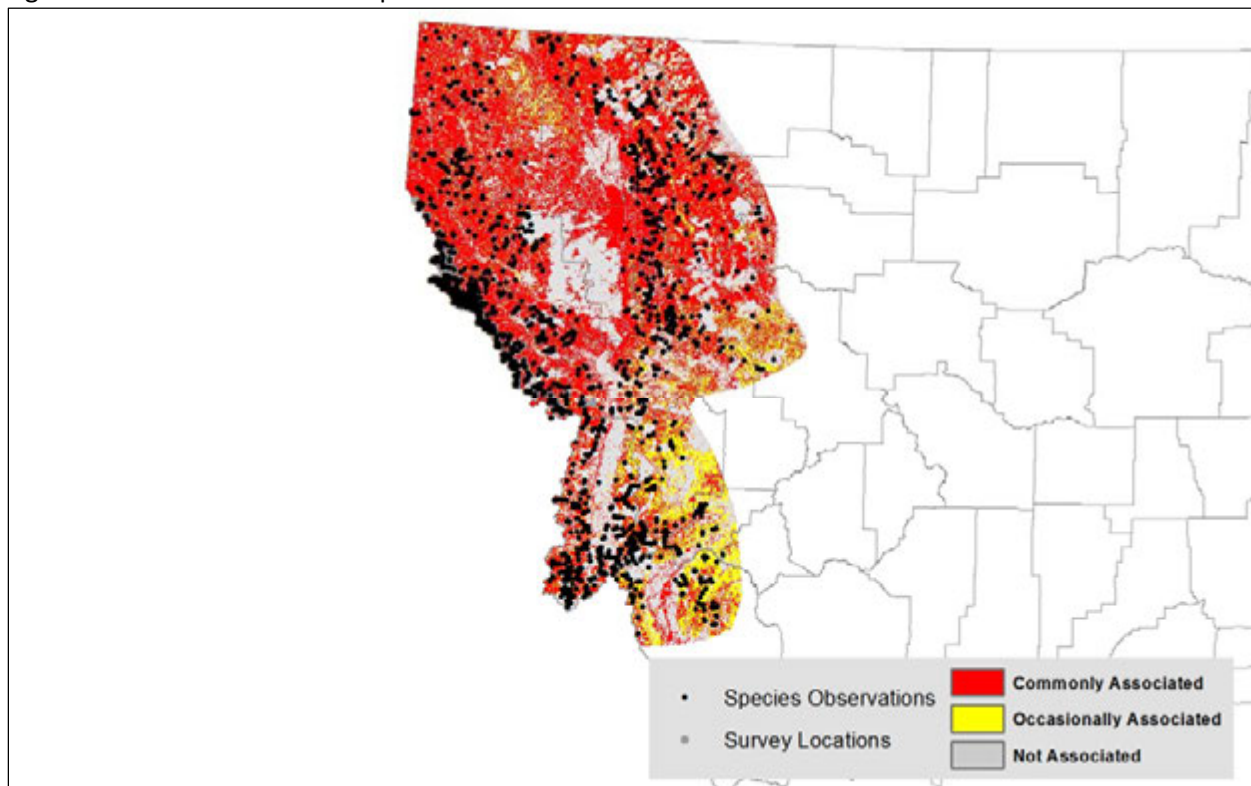 Species Observations
Survey Locations
Commonly Associated
Occasionally Associated
Not Associated